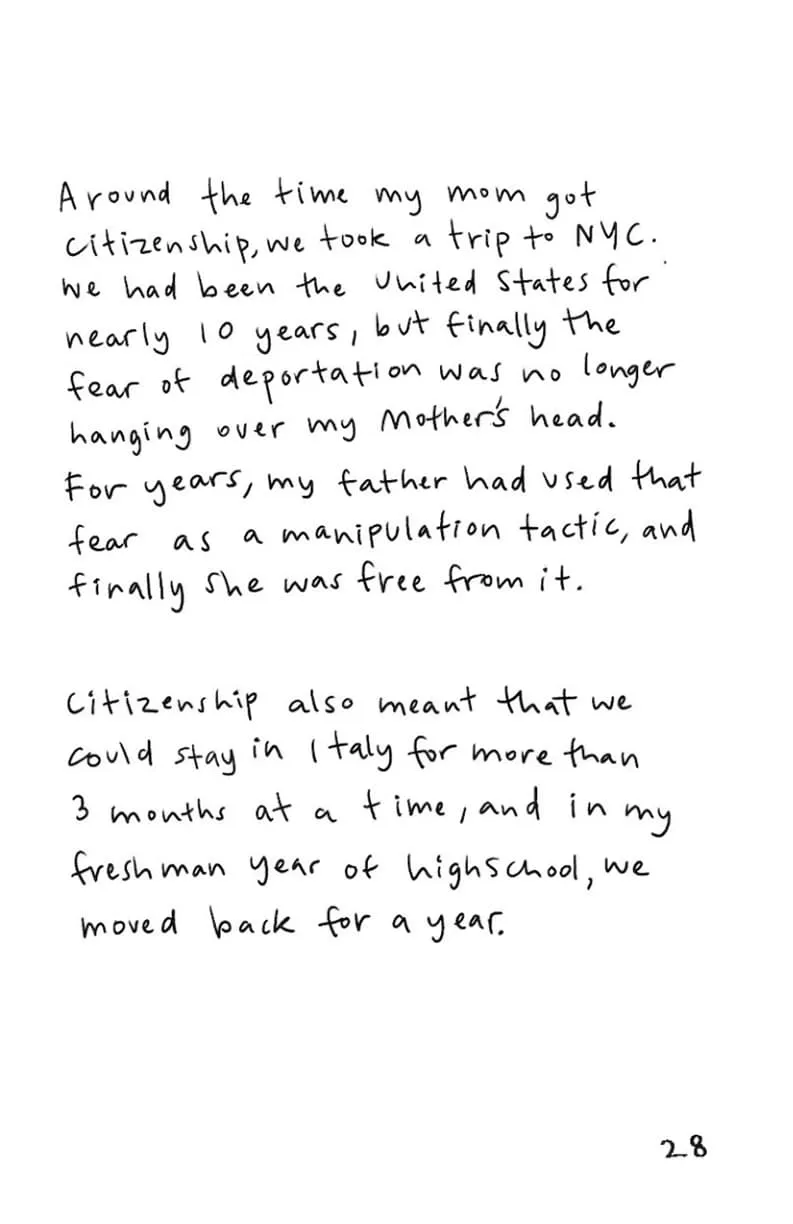 Around the time my mom got
citizenship, we took a trip to NYC.
We had been the United States for
nearly 10 years, but finally the
fear of deportation was no longer
hanging over my Mother's head.
For years, my father had used that
fear as a manipulation tactic, and
finally she was free from it.
Citizenship also meant that we
could stay in Italy for more than
3 months at a time, and in my
freshman year of highschool, we
moved back for a year.
28